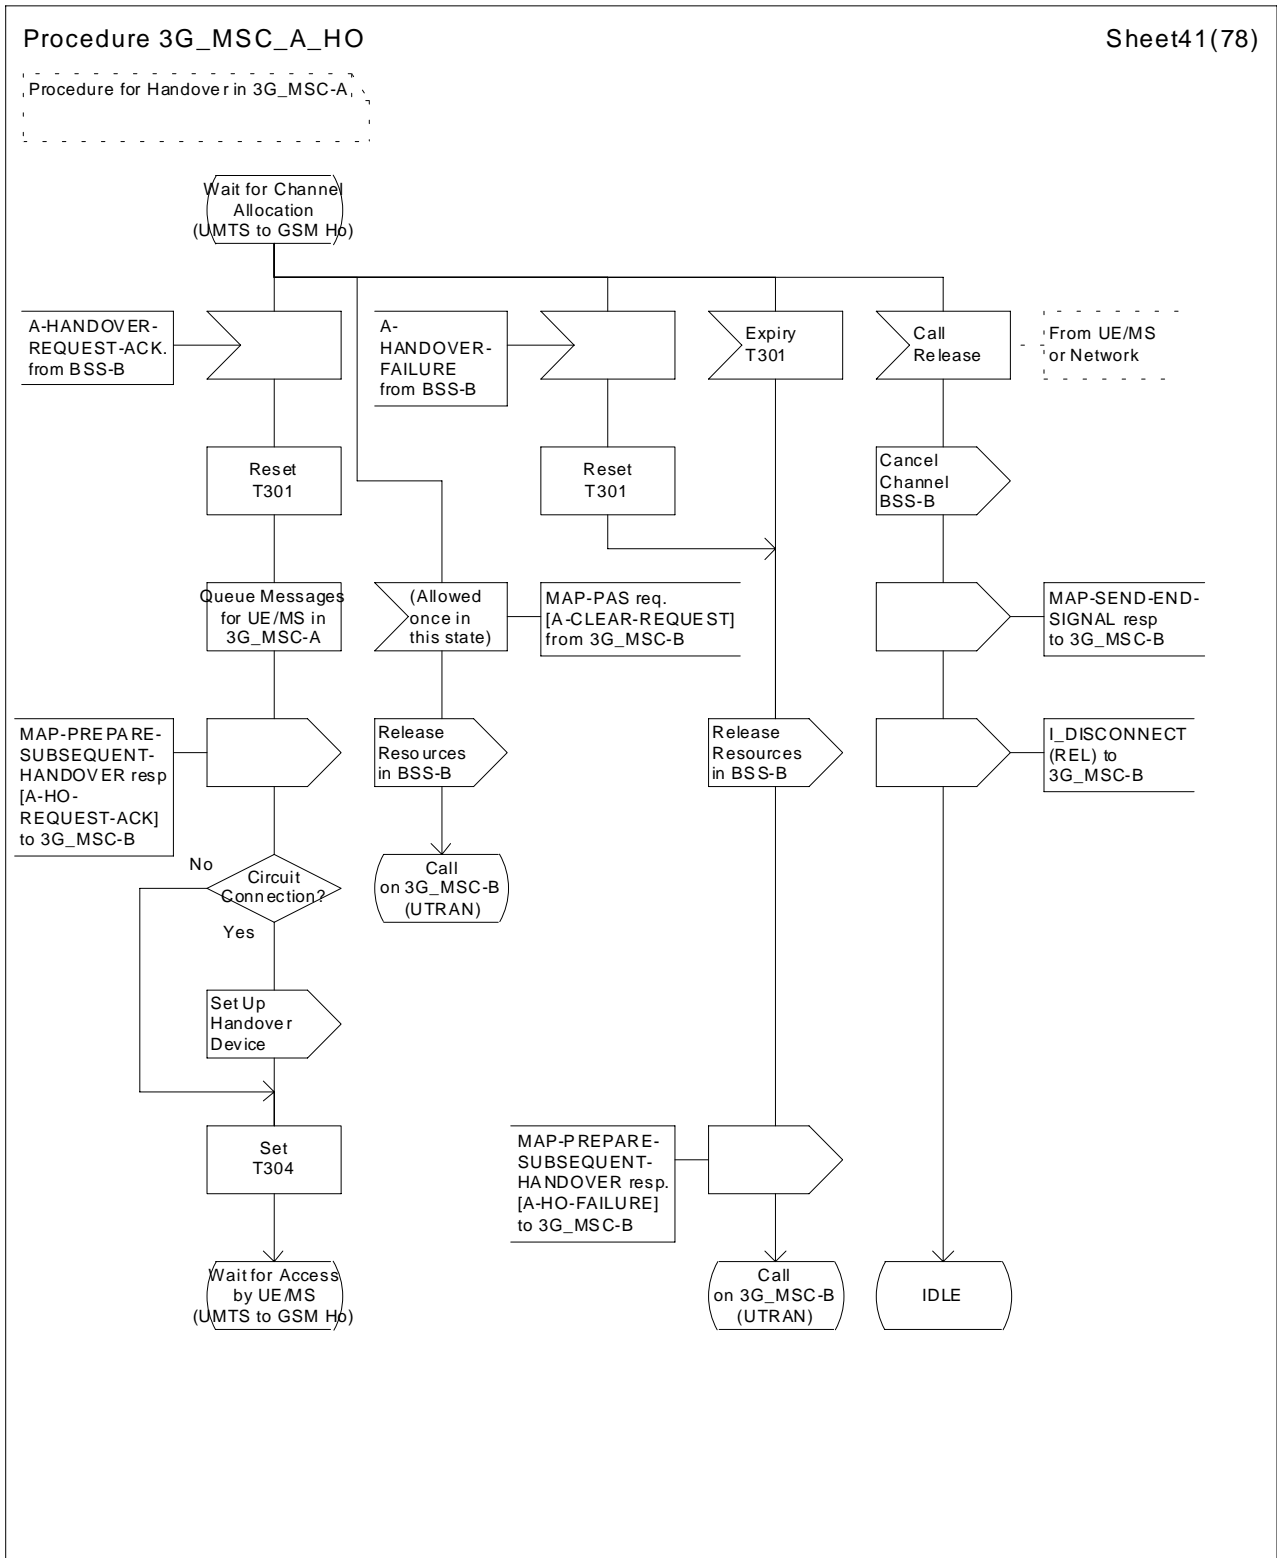 Procedure 3G_MSC_A_HO
Sheet41(78)
Procedure for Handover in 3G_MSC-A
Wait for Channel
Allocation
(UMTS to GSM Ho)
A-HANDOVER-
REQUEST-ACK.
from BSS-B
A-
HANDOVER-
FAILURE
from BSS-B
Expiry
T301
Call
Release
From UE/MS
or Network
Reset
T301
Reset
T301
Cancel
Channel
BSS-B
Queue Messages
for UE/MS in
3G_MSC-A
(Allowed
once in
this state)
MAP-PAS req.
[A-CLEAR-REQUEST]
from 3G_MSC-B
MAP-SEND-END-
SIGNAL resp
to 3G_MSC-B
MAP-PREPARE-
SUBSEQUENT-
HANDOVER resp
[A-HO-
REQUEST-ACK]
to 3G_MSC-B
Release
Resources
in BSS-B
Release
Resources
in BSS-B
I_DISCONNECT
(REL) to
3G_MSC-B
No
Circuit
Connection?
Yes
Call
on 3G_MSC-B
(UTRAN)
Set Up
Handover
Device
Set
T304
MAP-PREPARE-
SUBSEQUENT-
HANDOVER resp.
[A-HO-FAILURE]
to 3G_MSC-B
Wait for Access
by UE/MS
(UMTS to GSM Ho)
Call
on 3G_MSC-B
(UTRAN)
IDLE